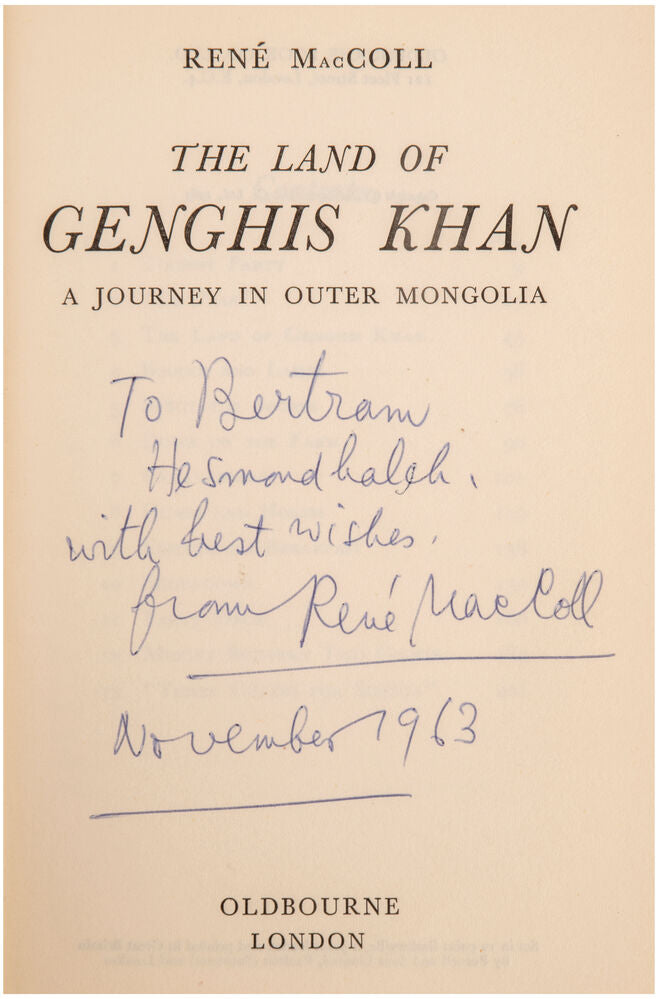 RENÉ MacCOLL
THE LAND OF
GENGHIS KHAN
A JOURNEY IN OUTER MONGOLIA
To Bertram
Hesmondhalgh.
with best wishes.
from René MacColl
November 1963
OLDBOURNE
LONDON